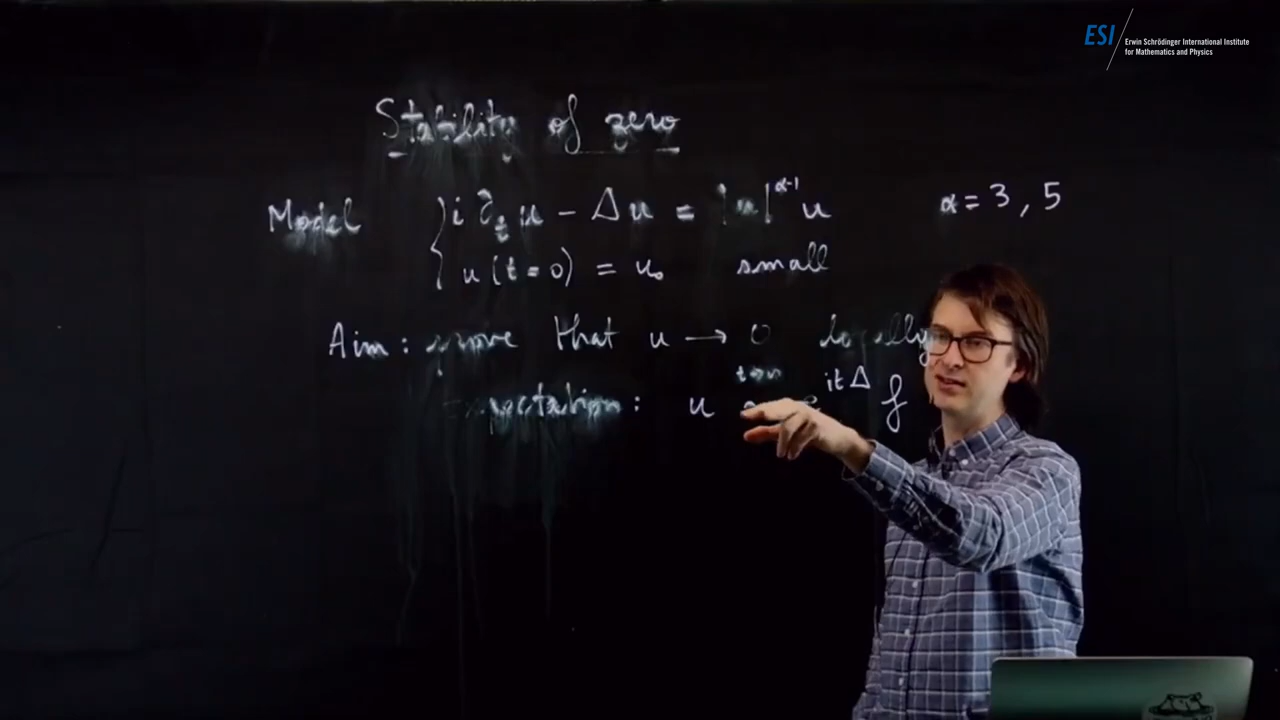 ESI Erwin Schrödinger International Institute
for Mathematics and Physics
Stability of zero
Model { i ∂ₜ u − Δ u = |u|^{α-1} u α = 3, 5
u (t = 0) = u₀ small
Aim : prove that u → 0 locally
t→∞
expectation : u e^{itΔ} f